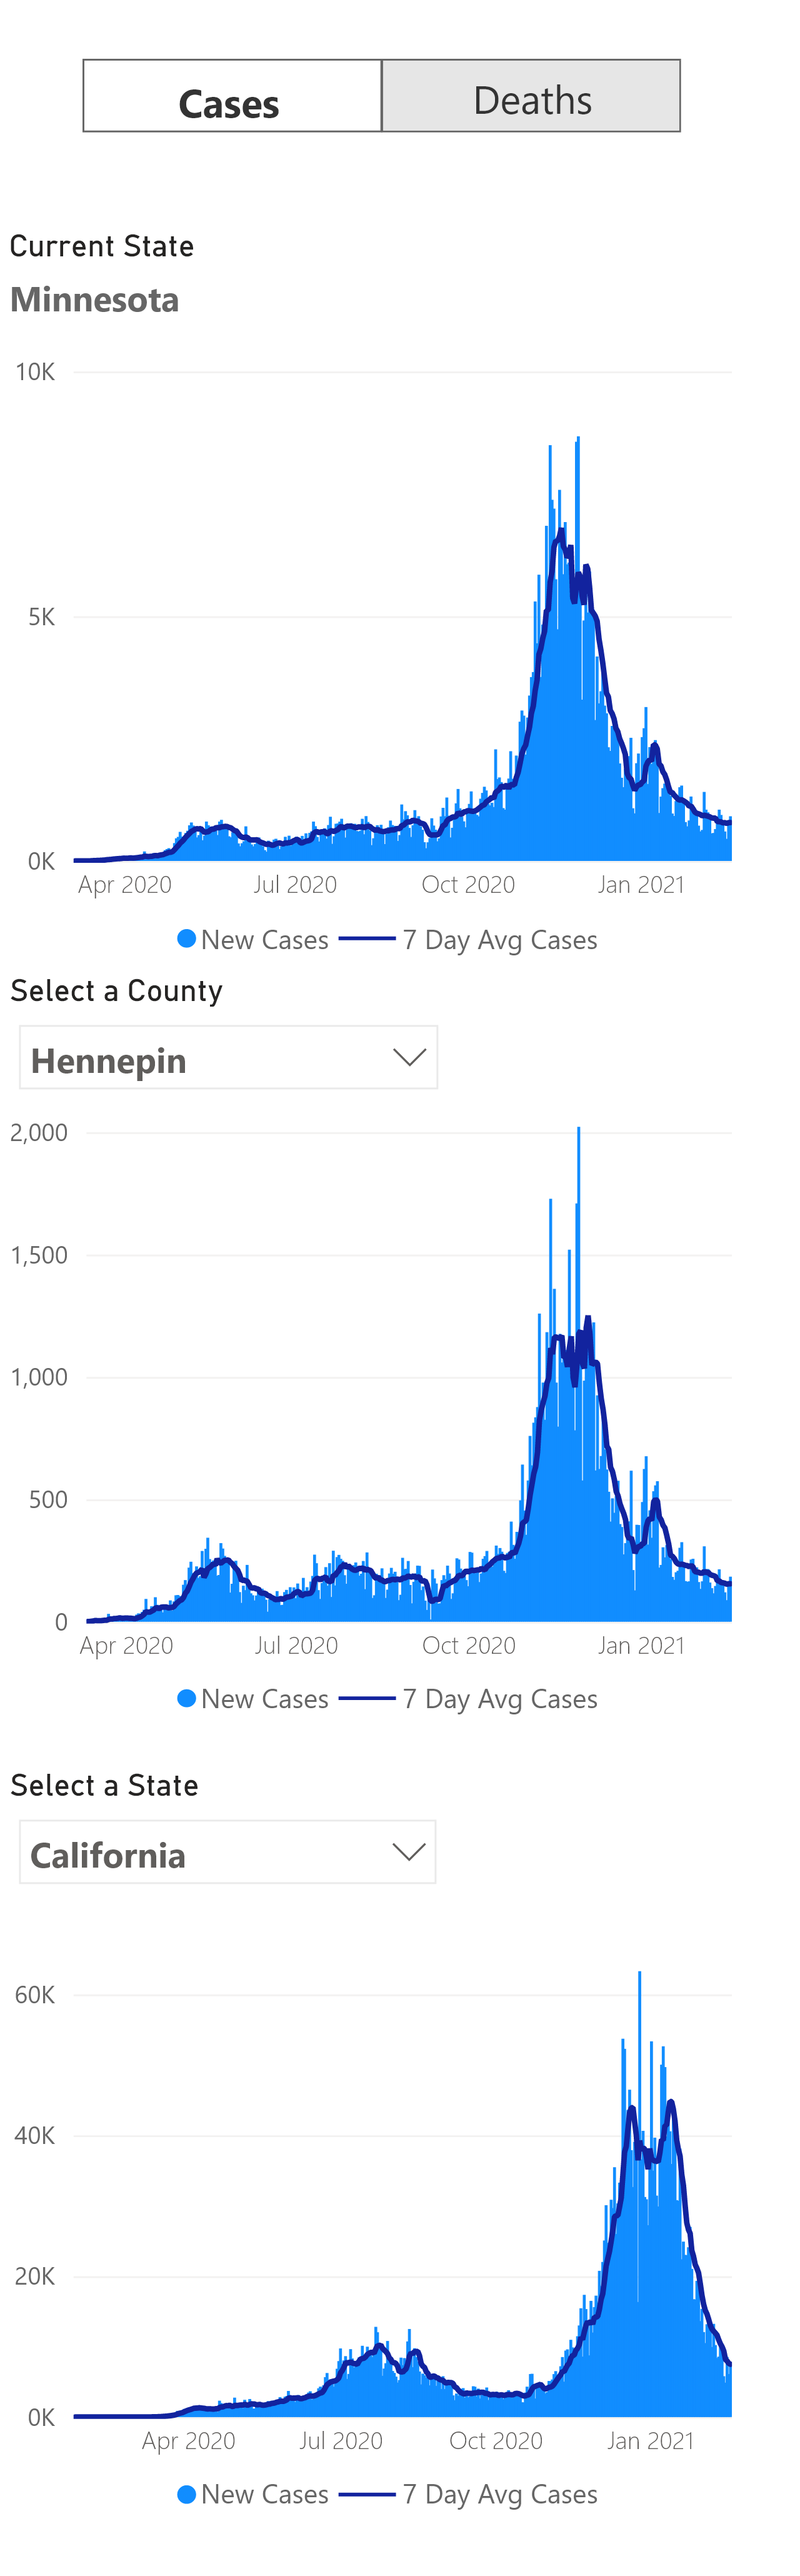 Cases Deaths
Current State
Minnesota
10K
5K
0K
Apr 2020 Jul 2020 Oct 2020 Jan 2021
New Cases 7 Day Avg Cases
Select a County
Hennepin
2,000
1,500
1,000
500
0
Apr 2020 Jul 2020 Oct 2020 Jan 2021
New Cases 7 Day Avg Cases
Select a State
California
60K
40K
20K
0K
Apr 2020 Jul 2020 Oct 2020 Jan 2021
New Cases 7 Day Avg Cases